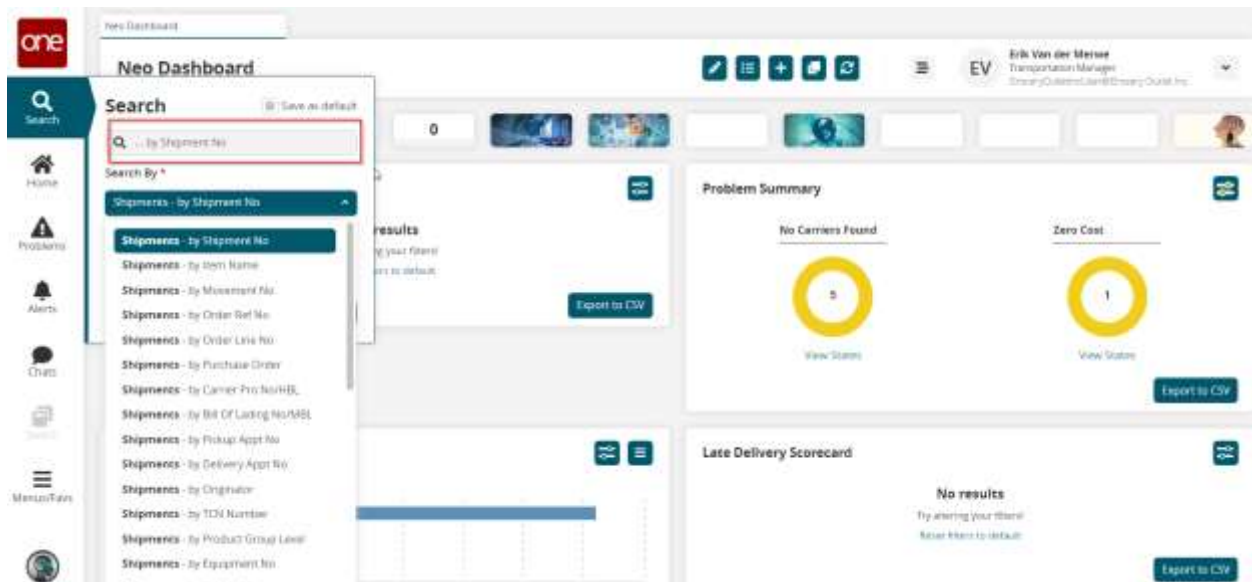 one
Neo Dashboard
Neo Dashboard
EV
Erik Van der Merwe
Transportation Manager
Search
Search
Save as default
... by Shipment No
0
Home
Search By *
Shipments - by Shipment No
Problem Summary
Problems
Shipments - by Shipment No
Shipments - by Item Name
Shipments - by Movement No
Shipments - by Order Ref No
Shipments - by Order Line No
Shipments - by Purchase Order
Shipments - by Carrier Pro No/HBL
Shipments - by Bill Of Lading No/MBL
Shipments - by Pickup Appt No
Shipments - by Delivery Appt No
Shipments - by Originator
Shipments - by TCN Number
Shipments - by Product Group Level
Shipments - by Equipment No
results
your filters!
to default
Export to CSV
No Carriers Found
Zero Cost
5
1
View States
View States
Export to CSV
Alerts
Chats
Menus/Favs
Late Delivery Scorecard
No results
Try altering your filters!
Reset filters to default
Export to CSV